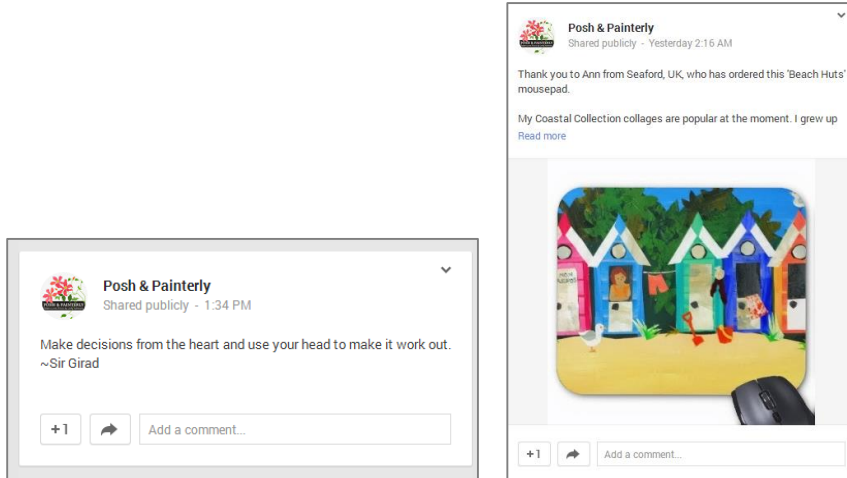 Posh & Painterly
Shared publicly - 1:34 PM
Make decisions from the heart and use your head to make it work out.
~Sir Girad
+1
Add a comment...
Posh & Painterly
Shared publicly - Yesterday 2:16 AM
Thank you to Ann from Seaford, UK, who has ordered this 'Beach Huts'
mousepad.
My Coastal Collection collages are popular at the moment. I grew up
Read more
+1
Add a comment...